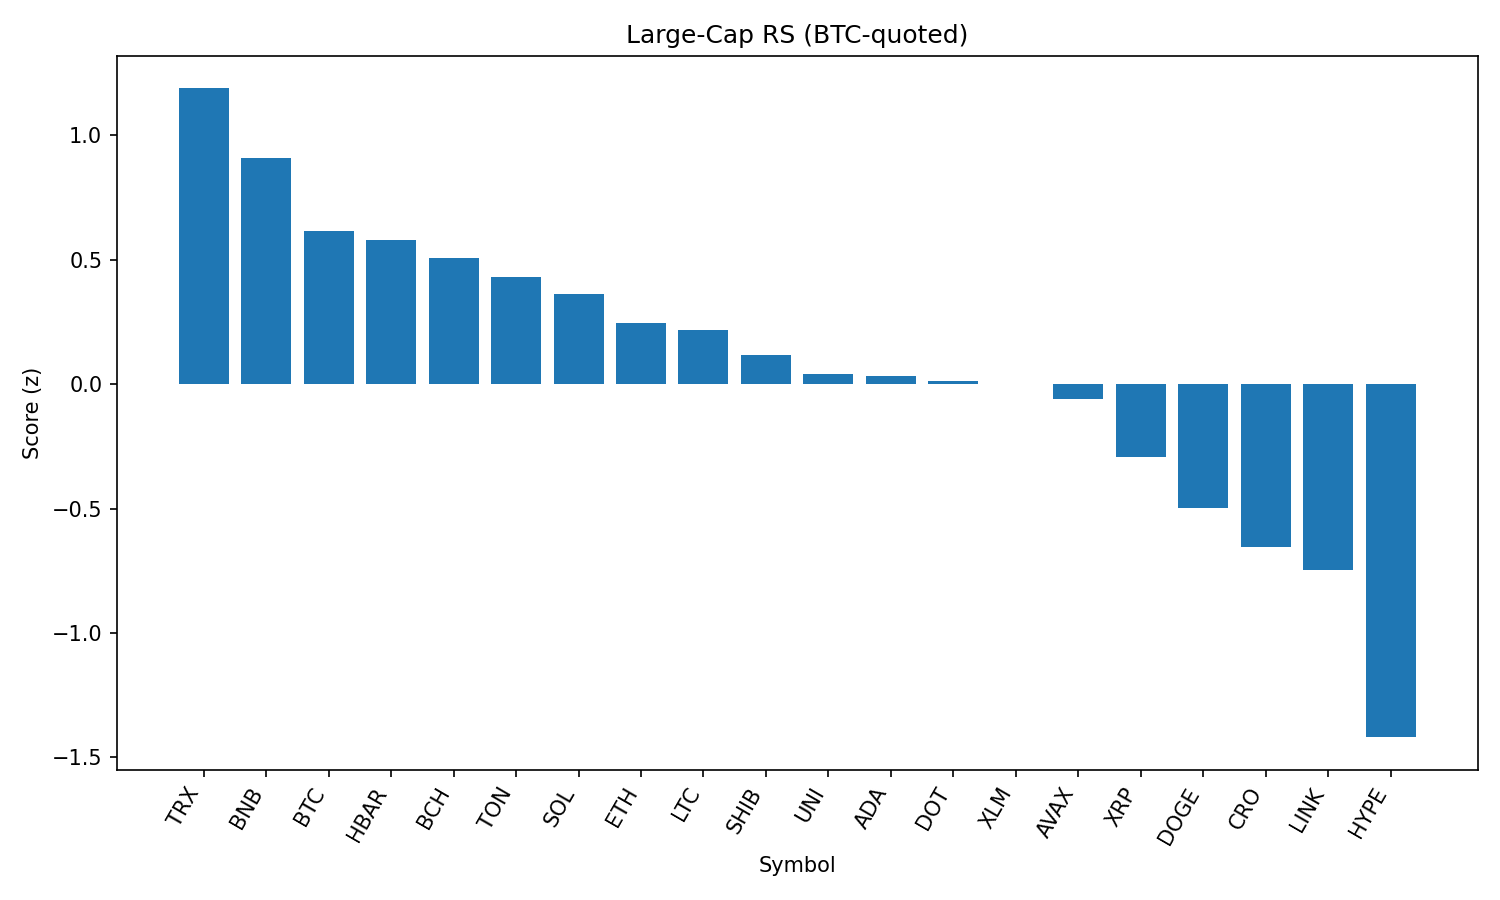 Large-Cap RS (BTC-quoted)
Score (z)
1.0
0.5
0.0
−0.5
−1.0
−1.5
TRX
BNB
BTC
HBAR
BCH
TON
SOL
ETH
LTC
SHIB
UNI
ADA
DOT
XLM
AVAX
XRP
DOGE
CRO
LINK
HYPE
Symbol